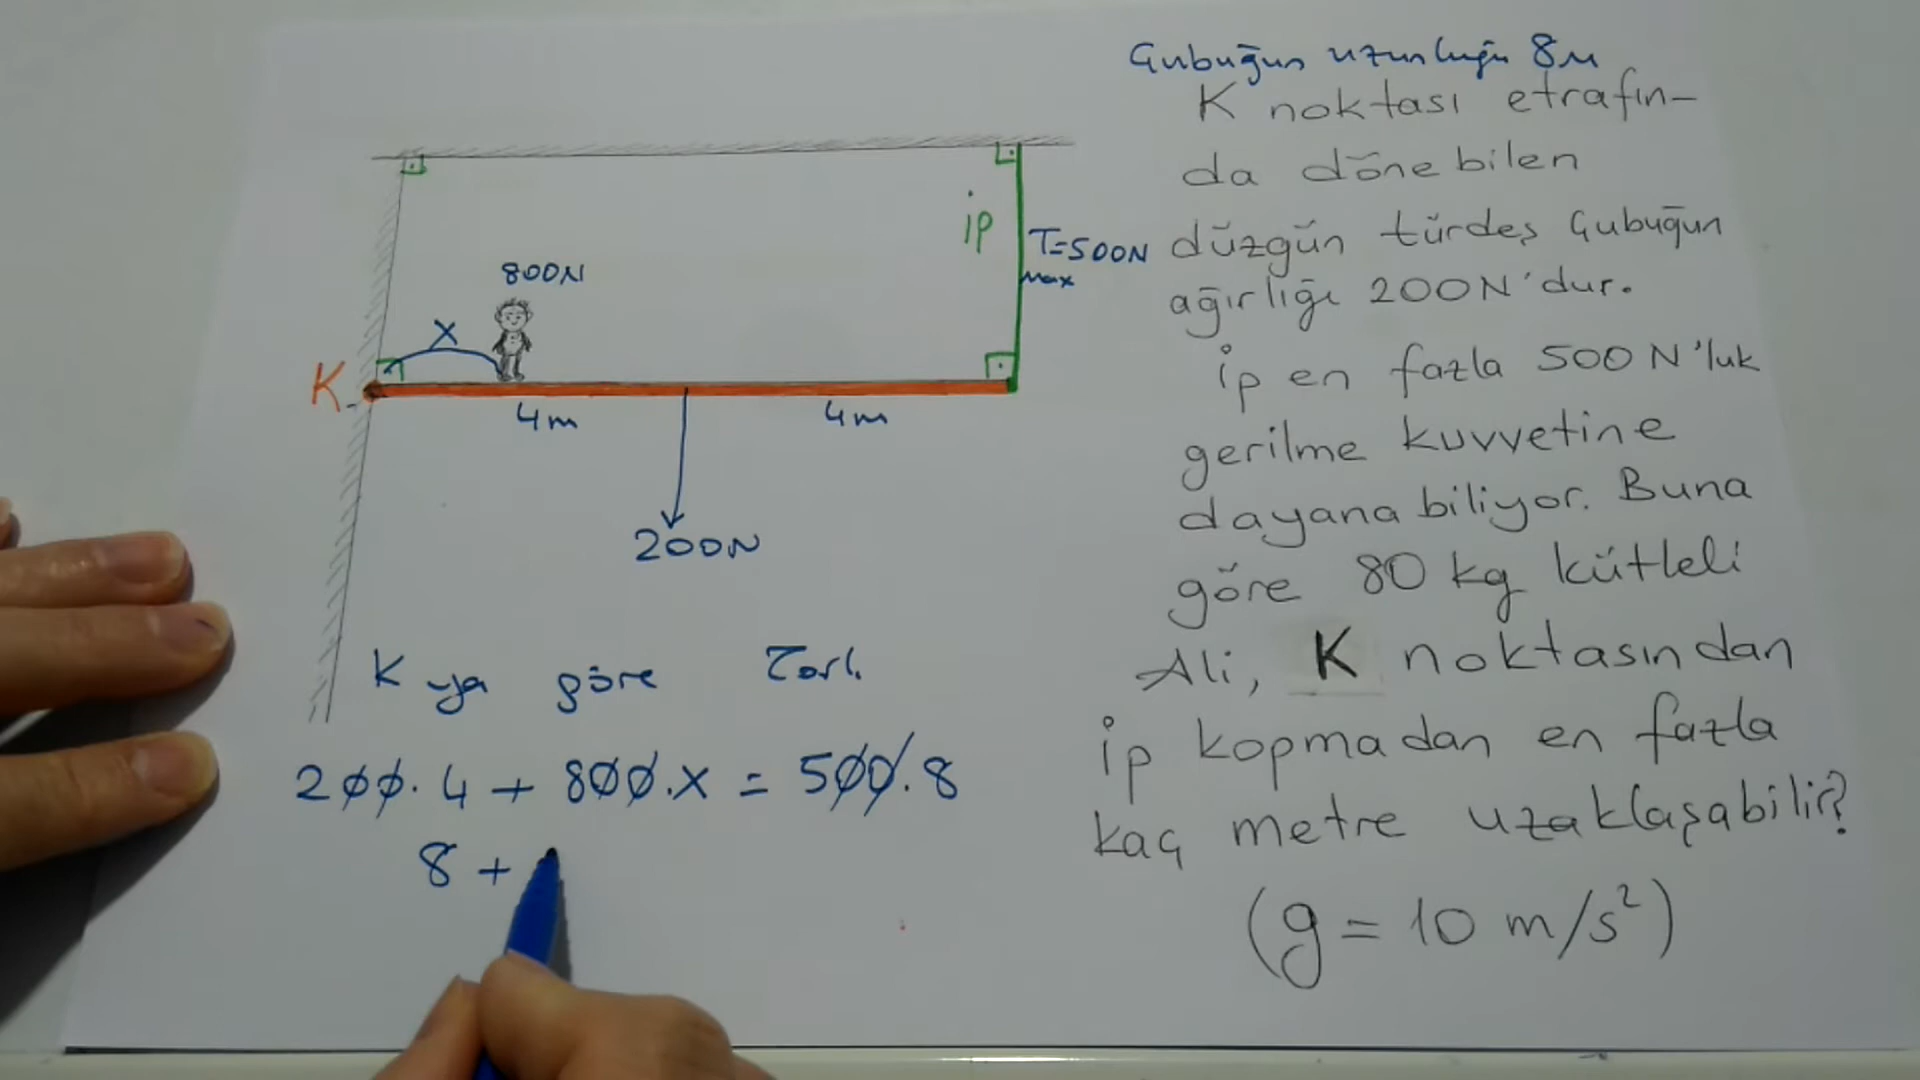 Çubuğun uzunluğu 8m
K noktası etrafın-
da dönebilen
düzgün türdeş Çubuğun
ağırlığı 200N'dur.
ip en fazla 500N'luk
gerilme kuvvetine
dayanabiliyor. Buna
göre 80 kg kütleli
Ali, K noktasından
ip kopmadan en fazla
kaç metre uzaklaşabilir?
(g = 10 m/s²)
ip
T=500N
max
800N
X
K
4m
4m
200N
K ya göre Tork
200.4 + 800.x = 500.8
8 +